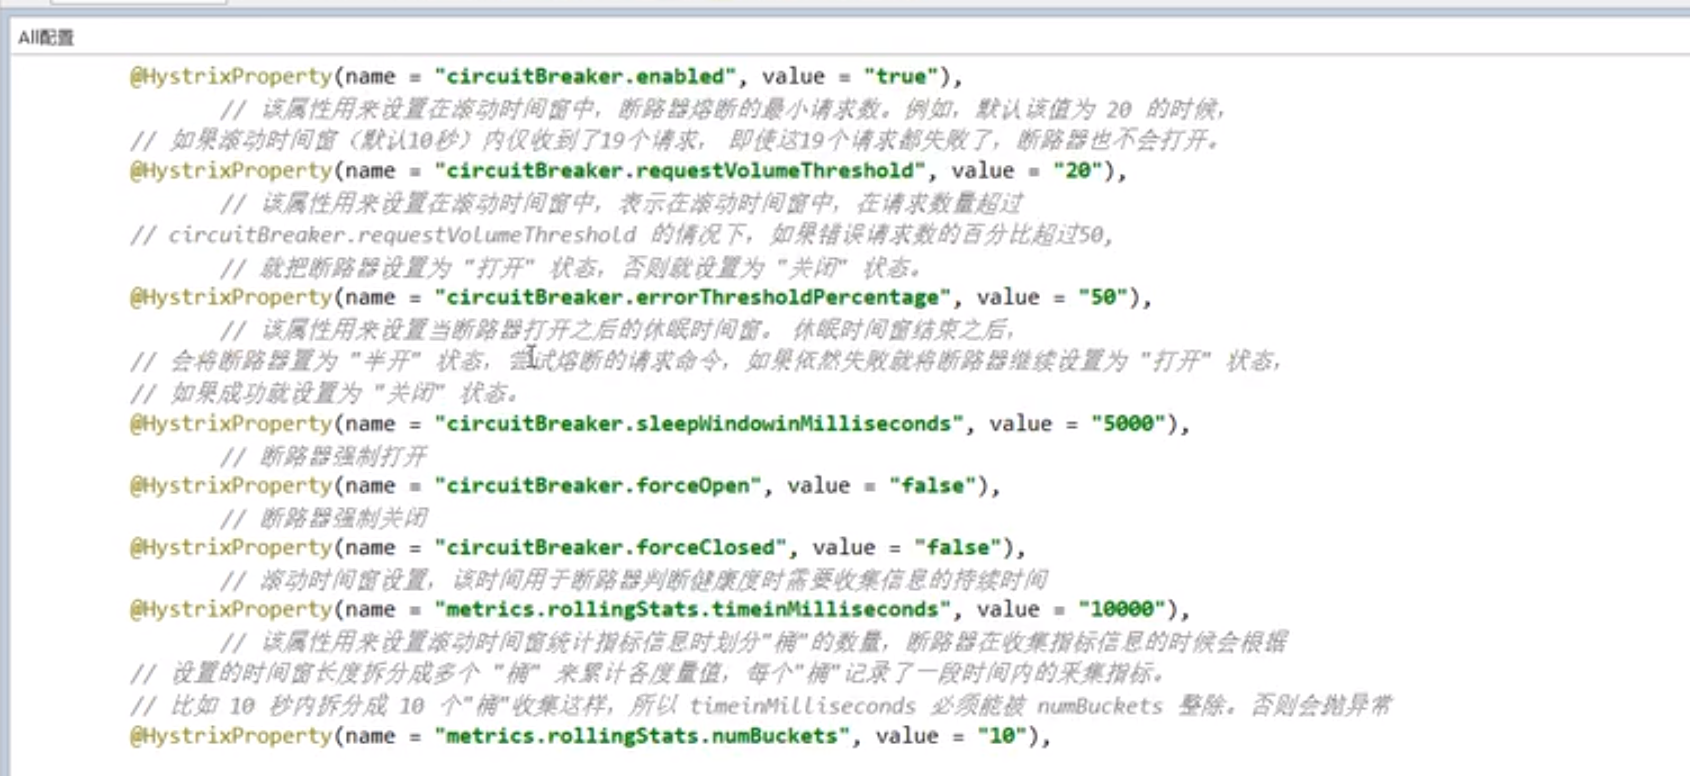 All配置
@HystrixProperty(name = "circuitBreaker.enabled", value = "true"),
// 该属性用来设置在滚动时间窗中，断路器熔断的最小请求数。例如，默认该值为 20 的时候，
// 如果滚动时间窗（默认10秒）内仅收到了19个请求， 即使这19个请求都失败了，断路器也不会打开。
@HystrixProperty(name = "circuitBreaker.requestVolumeThreshold", value = "20"),
// 该属性用来设置在滚动时间窗中，表示在滚动时间窗中，在请求数量超过
// circuitBreaker.requestVolumeThreshold 的情况下，如果错误请求数的百分比超过50,
// 就把断路器设置为 "打开" 状态，否则就设置为 "关闭" 状态。
@HystrixProperty(name = "circuitBreaker.errorThresholdPercentage", value = "50"),
// 该属性用来设置当断路器打开之后的休眠时间窗。 休眠时间窗结束之后，
// 会将断路器置为 "半开" 状态，尝试熔断的请求命令，如果依然失败就将断路器继续设置为 "打开" 状态，
// 如果成功就设置为 "关闭" 状态。
@HystrixProperty(name = "circuitBreaker.sleepWindowinMilliseconds", value = "5000"),
// 断路器强制打开
@HystrixProperty(name = "circuitBreaker.forceOpen", value = "false"),
// 断路器强制关闭
@HystrixProperty(name = "circuitBreaker.forceClosed", value = "false"),
// 滚动时间窗设置，该时间用于断路器判断健康度时需要收集信息的持续时间
@HystrixProperty(name = "metrics.rollingStats.timeinMilliseconds", value = "10000"),
// 该属性用来设置滚动时间窗统计指标信息时划分"桶"的数量，断路器在收集指标信息的时候会根据
// 设置的时间窗长度拆分成多个 "桶" 来累计各度量值，每个"桶"记录了一段时间内的采集指标。
// 比如 10 秒内拆分成 10 个"桶"收集这样，所以 timeinMilliseconds 必须能被 numBuckets 整除。否则会抛异常
@HystrixProperty(name = "metrics.rollingStats.numBuckets", value = "10"),